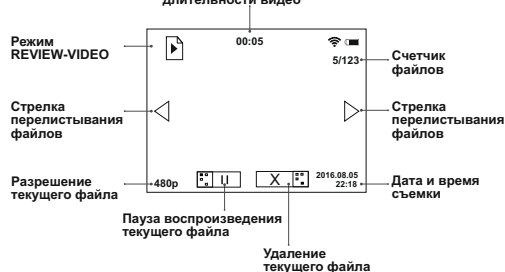 длительности видео
Режим
REVIEW-VIDEO
00:05
5/123
Счетчик
файлов
Стрелка
перелистывания
файлов
Стрелка
перелистывания
файлов
Разрешение
текущего файла
480p
U
X
2016.08.05
22:18
Дата и время
съемки
Пауза воспроизведения
текущего файла
Удаление
текущего файла